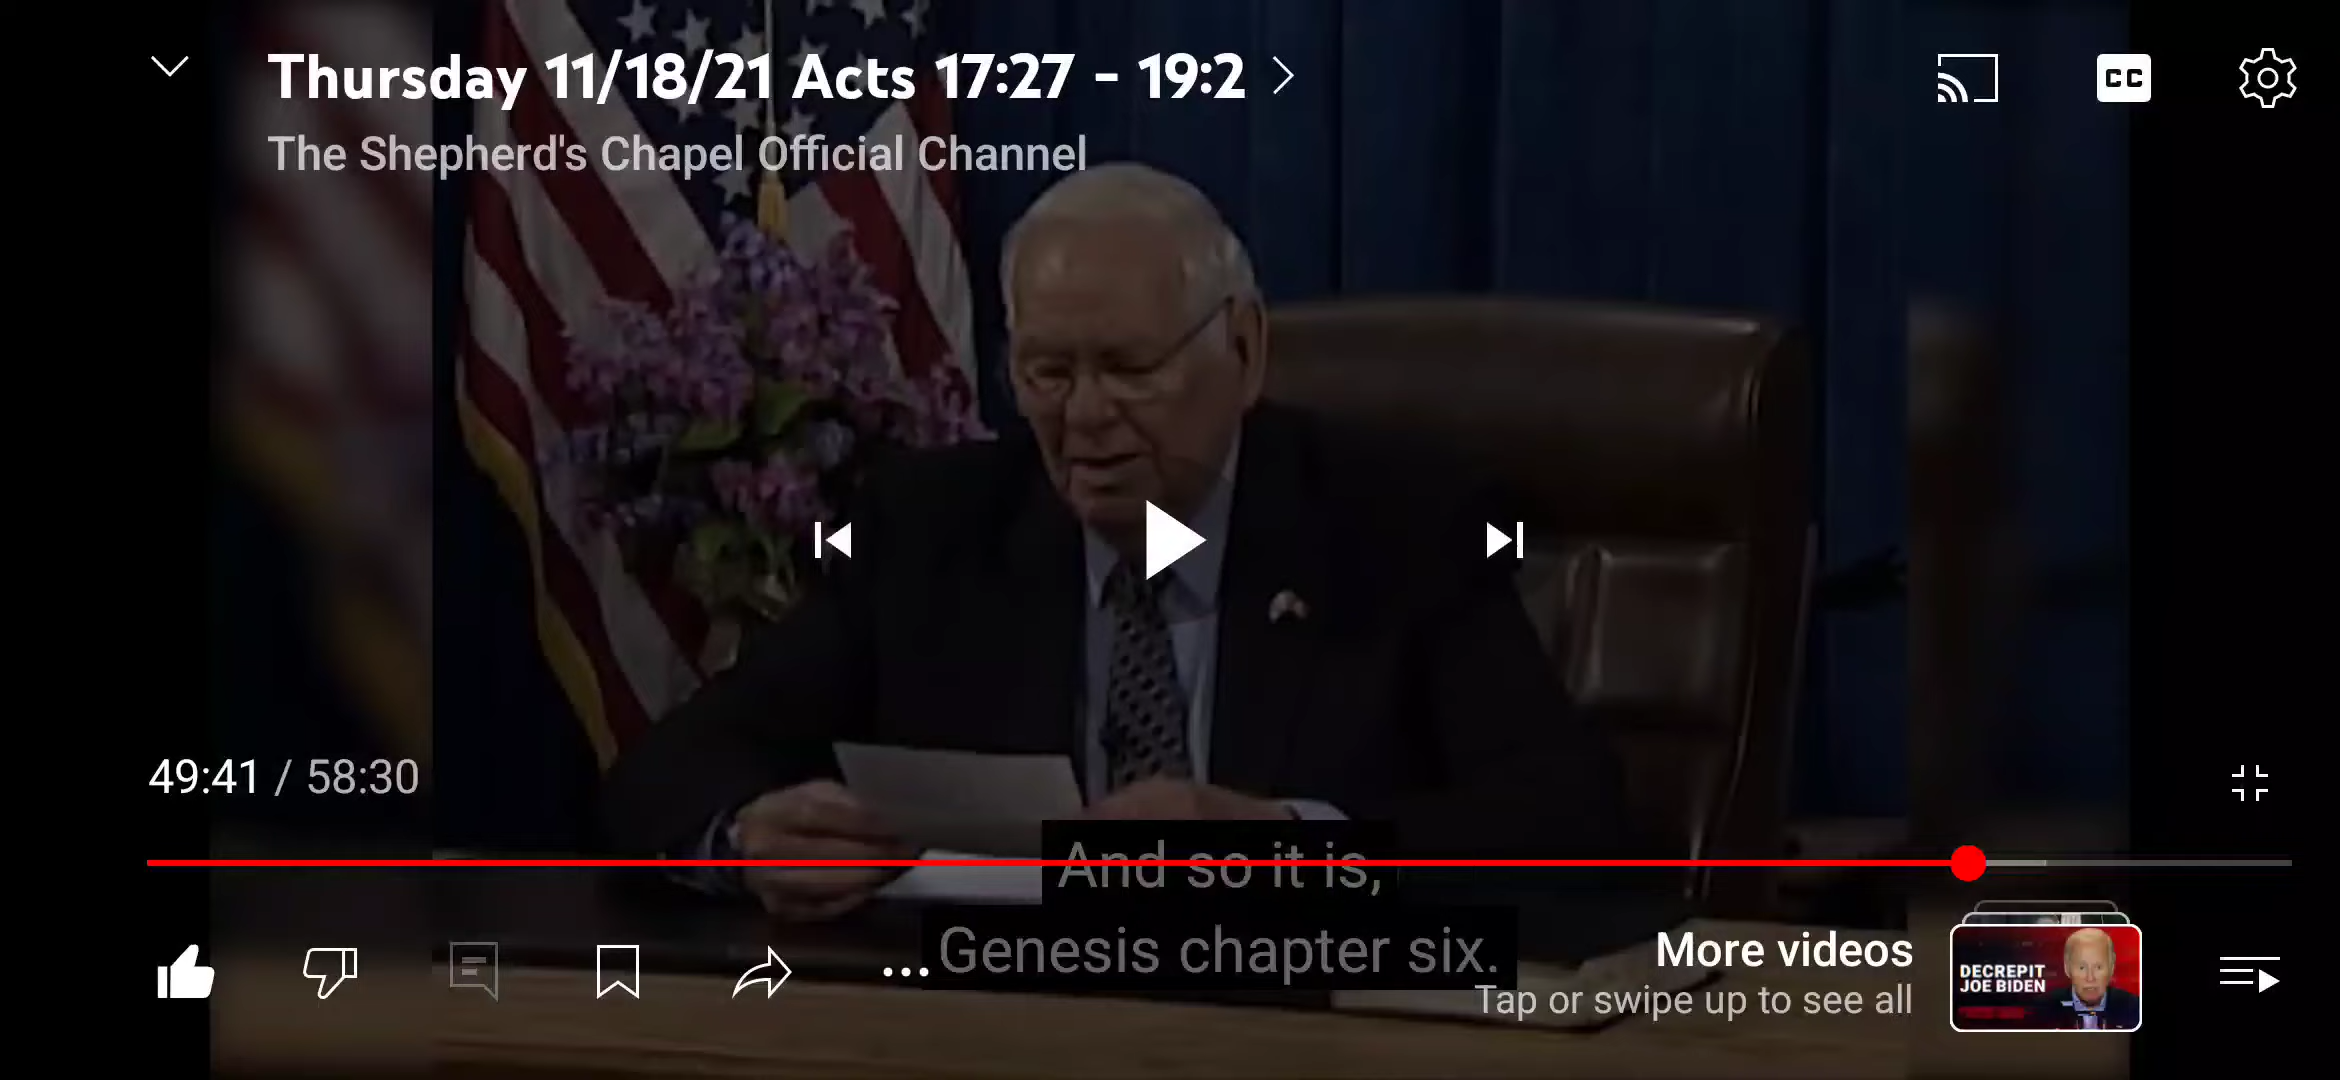 Thursday 11/18/21 Acts 17:27 - 19:2
CC
The Shepherd's Chapel Official Channel
49:41 / 58:30
And so it is,
Genesis chapter six.
More videos
Tap or swipe up to see all
DECREPIT
JOE BIDEN